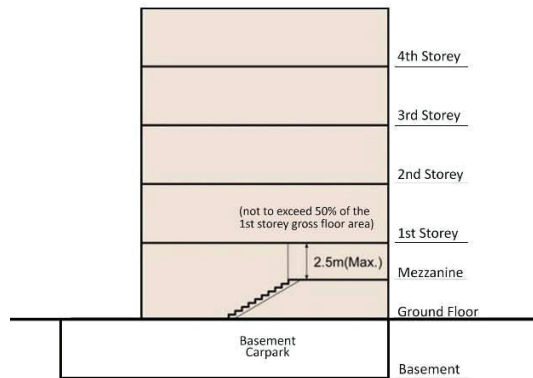 4th Storey
3rd Storey
2nd Storey
(not to exceed 50% of the
1st storey gross floor area)
1st Storey
2.5m(Max.)
Mezzanine
Ground Floor
Basement
Carpark
Basement